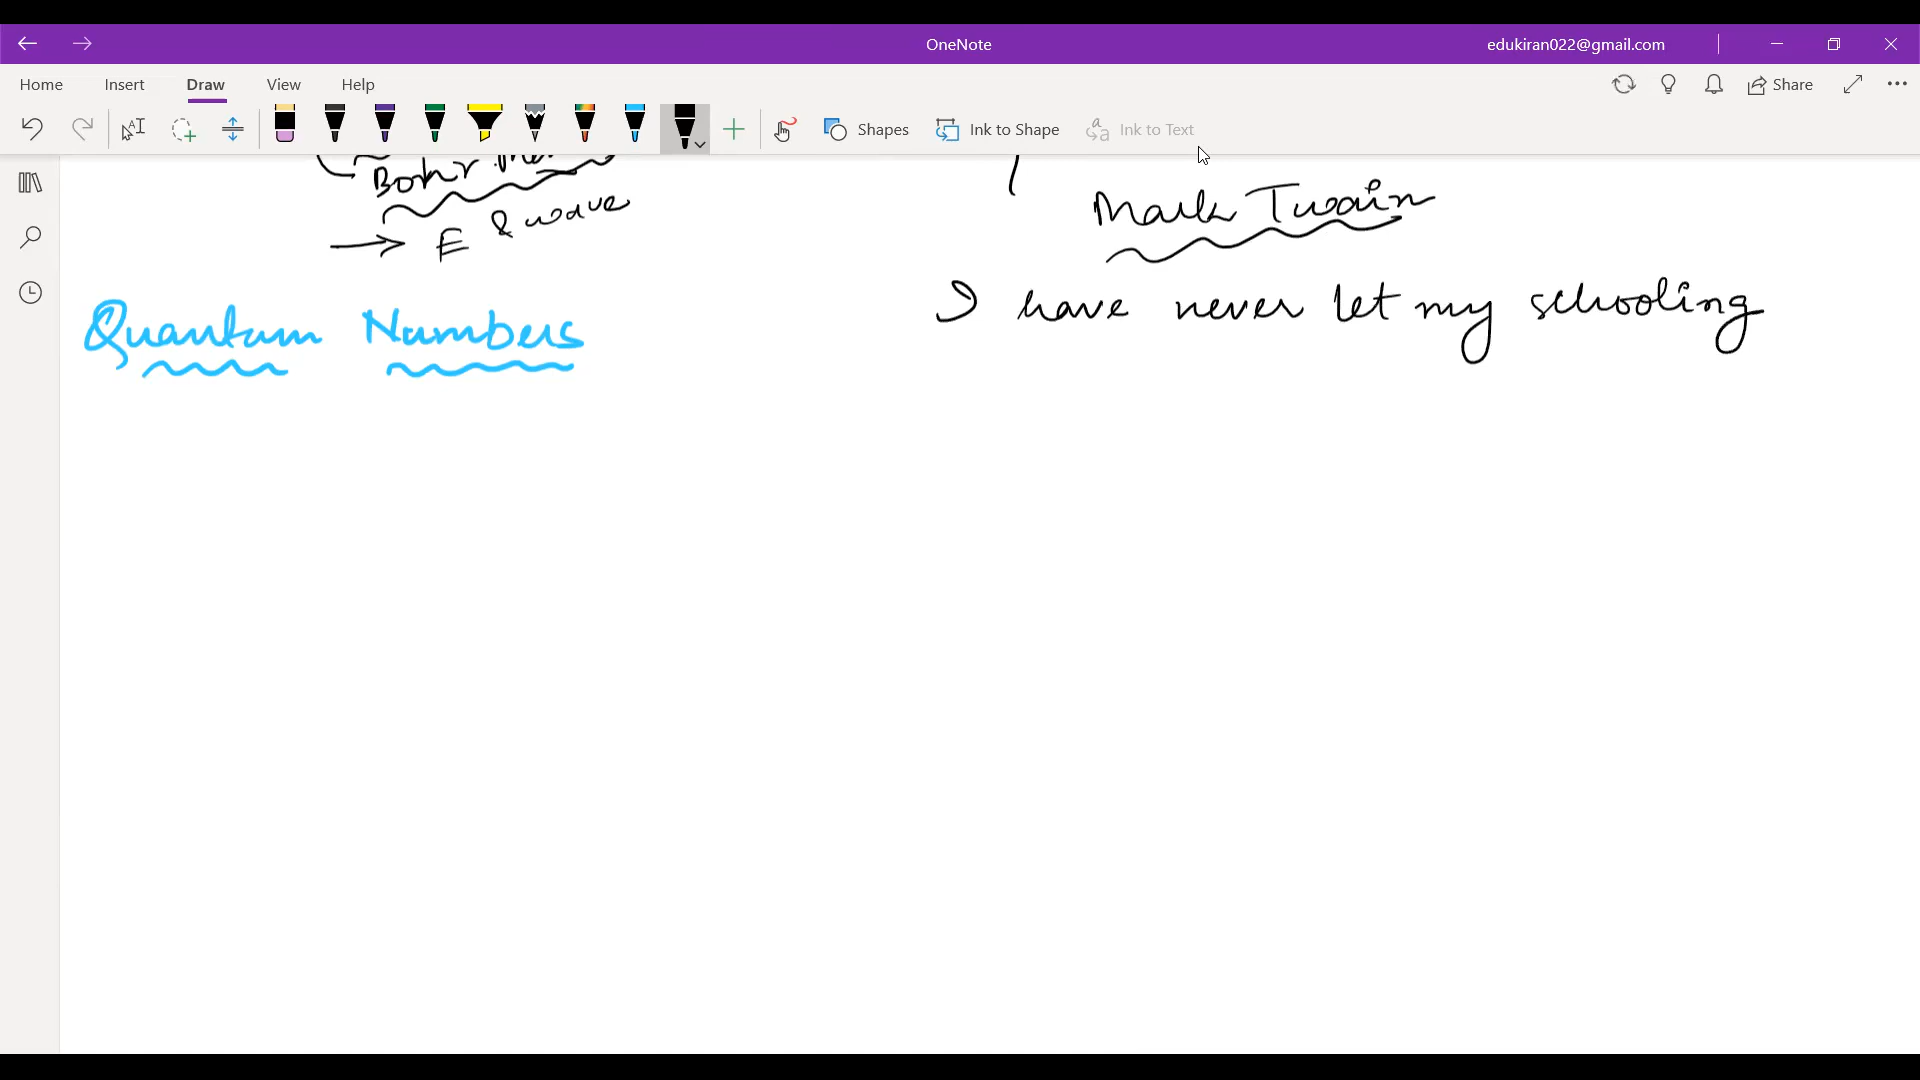 OneNote
edukiran022@gmail.com
Home Insert Draw View Help
Share
Shapes Ink to Shape Ink to Text
Bohr
→ E & wave
Quantum Numbers
Mark Twain
I have never let my schooling